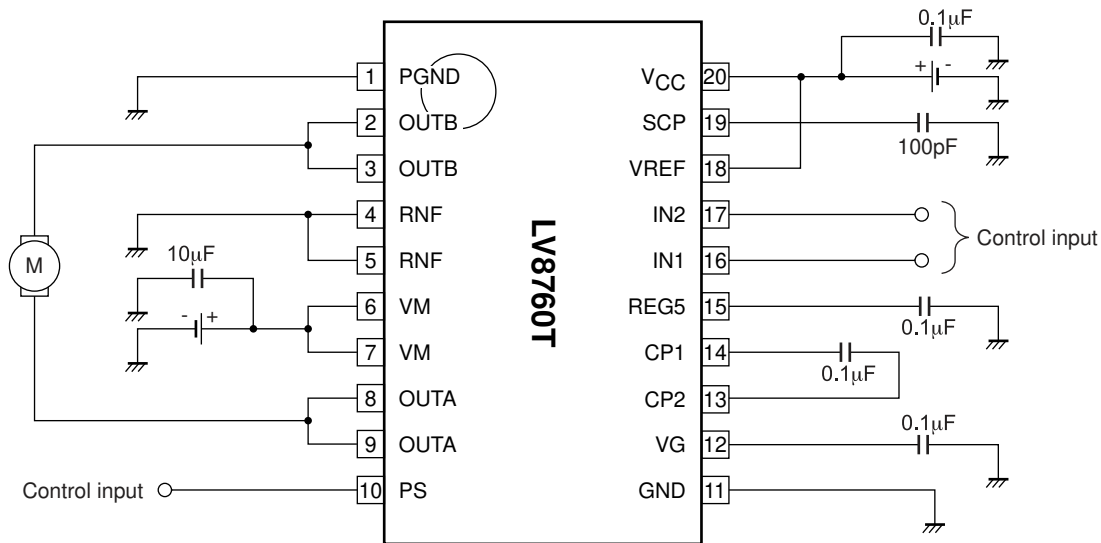 0.1µF
1 PGND
VCC 20
+ -
2 OUTB
SCP 19
100pF
3 OUTB
VREF 18
4 RNF
IN2 17
LV8760T
Control input
M
10µF
5 RNF
IN1 16
6 VM
REG5 15
0.1µF
- +
7 VM
CP1 14
0.1µF
8 OUTA
CP2 13
0.1µF
9 OUTA
VG 12
Control input
10 PS
GND 11